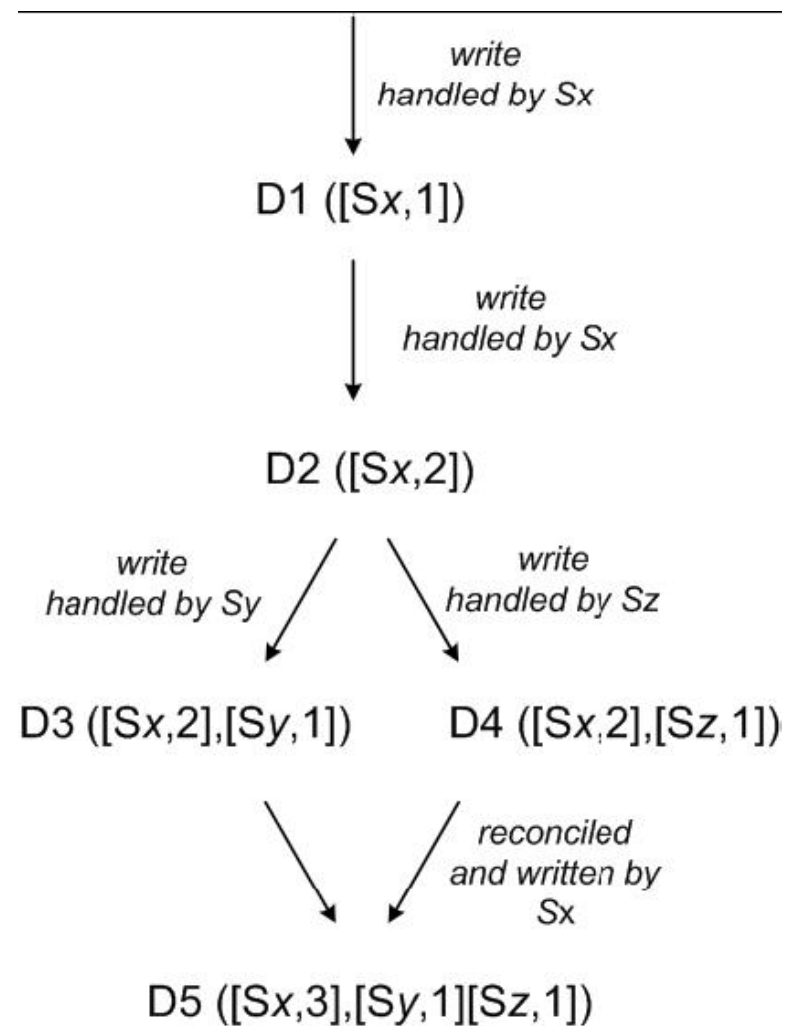 write
handled by Sx
D1 ([Sx,1])
write
handled by Sx
D2 ([Sx,2])
write
handled by Sy
write
handled by Sz
D3 ([Sx,2],[Sy,1])
D4 ([Sx,2],[Sz,1])
reconciled
and written by
Sx
D5 ([Sx,3],[Sy,1][Sz,1])